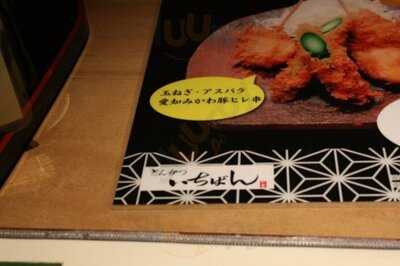 玉ねぎ・アスパラ
愛知みかわ豚ヒレ串
とんかつ
いちばん